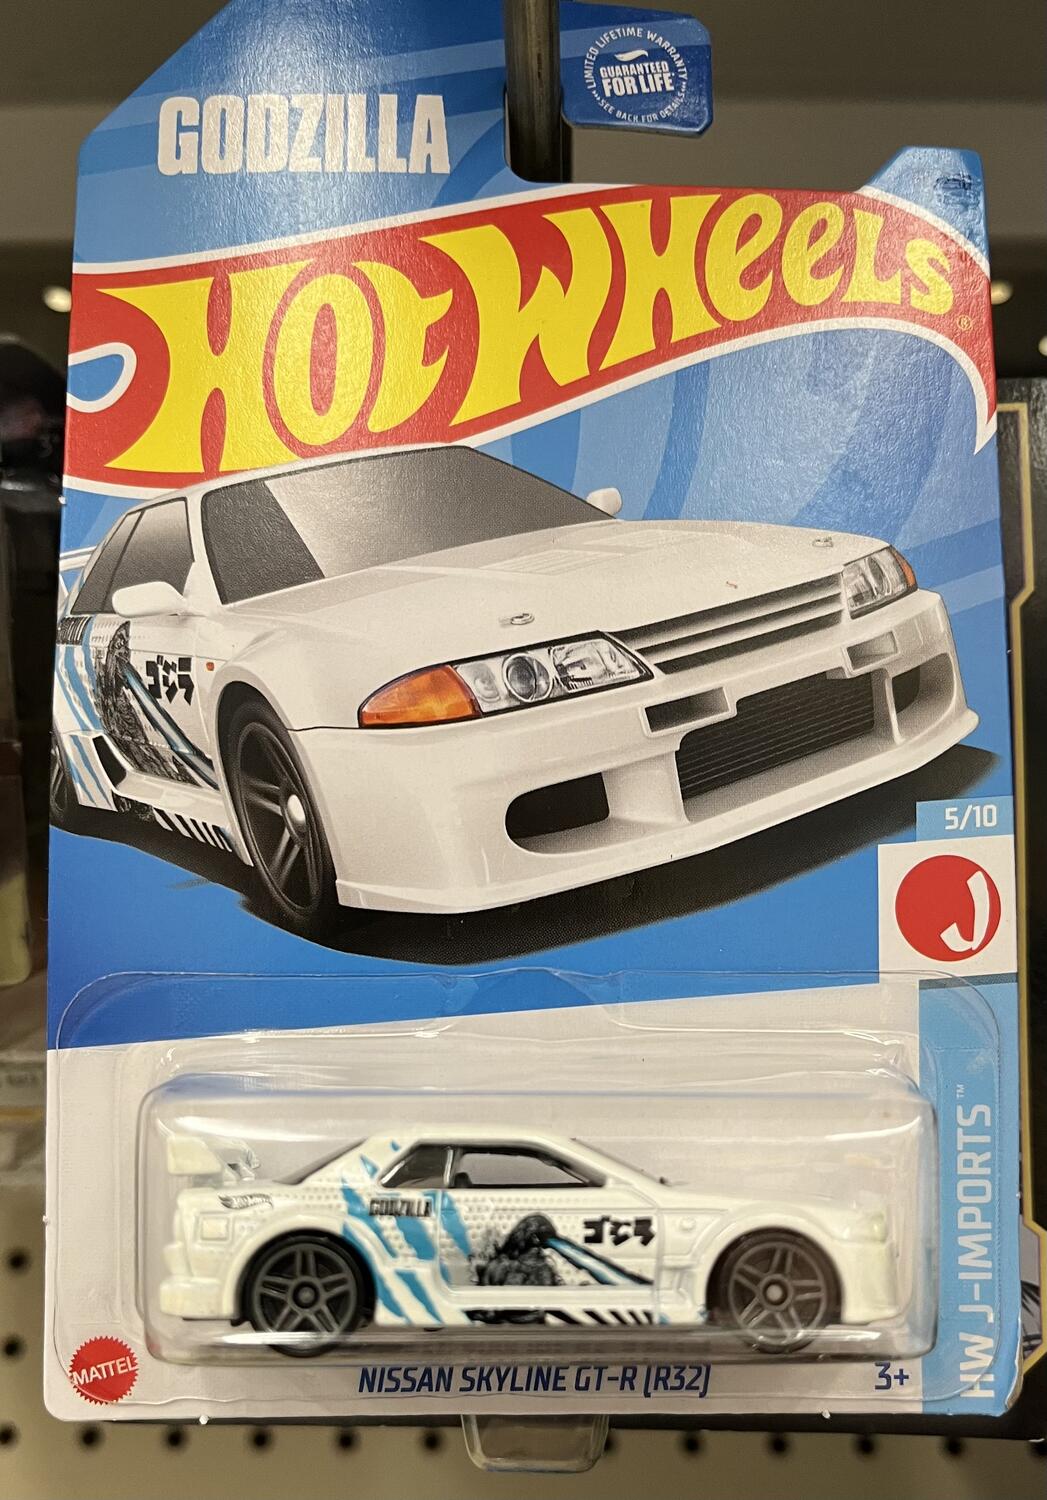 LIMITED LIFETIME WARRANTY
GUARANTEED
FOR LIFE
SEE BACK FOR DETAILS
GODZILLA
HOT WHEELS®
ゴジラ
5/10
J
HW J-IMPORTS™
GODZILLA
ゴジラ
MATTEL
NISSAN SKYLINE GT-R (R32)
3+